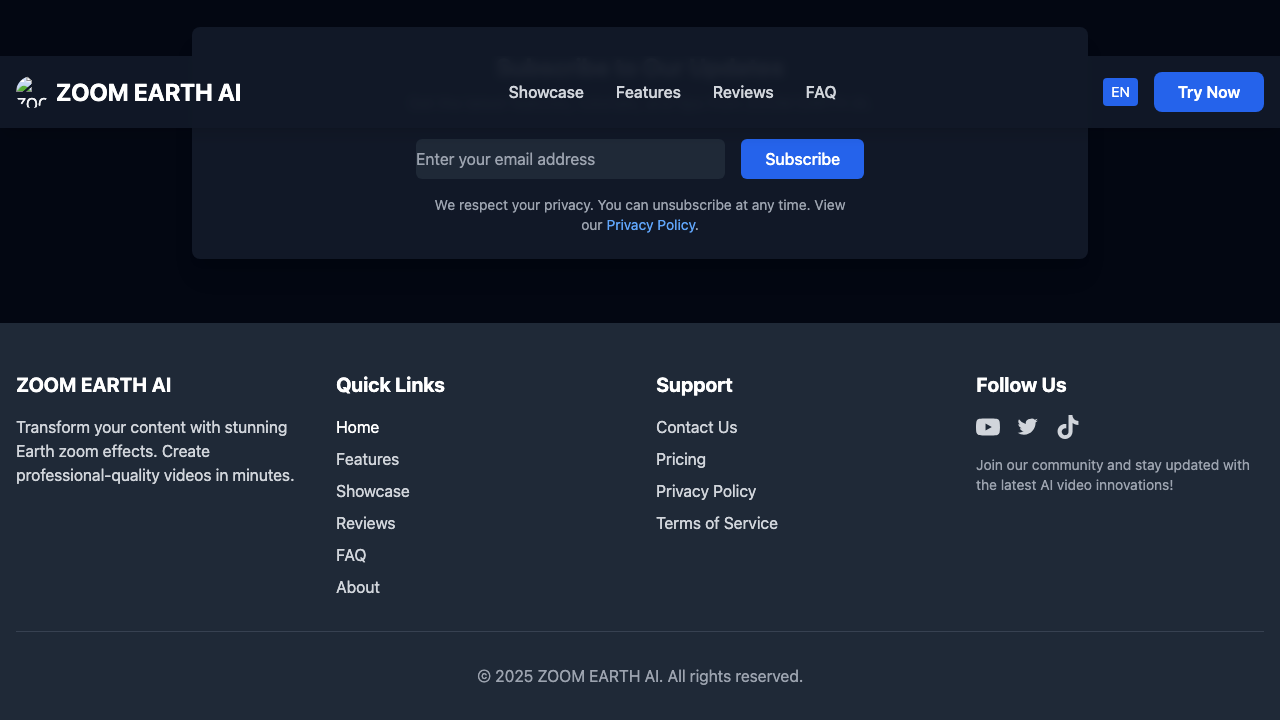 ZOOM EARTH AI
Showcase
Features
Reviews
FAQ
EN
Try Now
Enter your email address
Subscribe
We respect your privacy. You can unsubscribe at any time. View
our Privacy Policy.
ZOOM EARTH AI
Transform your content with stunning
Earth zoom effects. Create
professional-quality videos in minutes.
Quick Links
Home
Features
Showcase
Reviews
FAQ
About
Support
Contact Us
Pricing
Privacy Policy
Terms of Service
Follow Us
Join our community and stay updated with
the latest AI video innovations!
© 2025 ZOOM EARTH AI. All rights reserved.